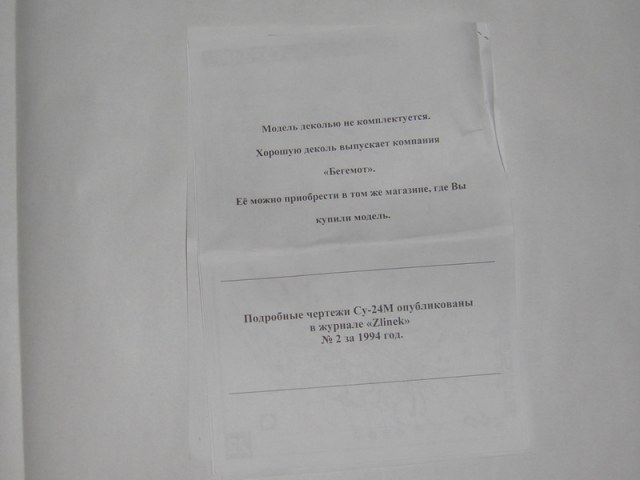 Модель деколью не комплектуется.
Хорошую деколь выпускает компания
«Бегемот».
Её можно приобрести в том же магазине, где Вы
купили модель.
Подробные чертежи Су-24М опубликованы
в журнале «Zlinek»
№ 2 за 1994 год.